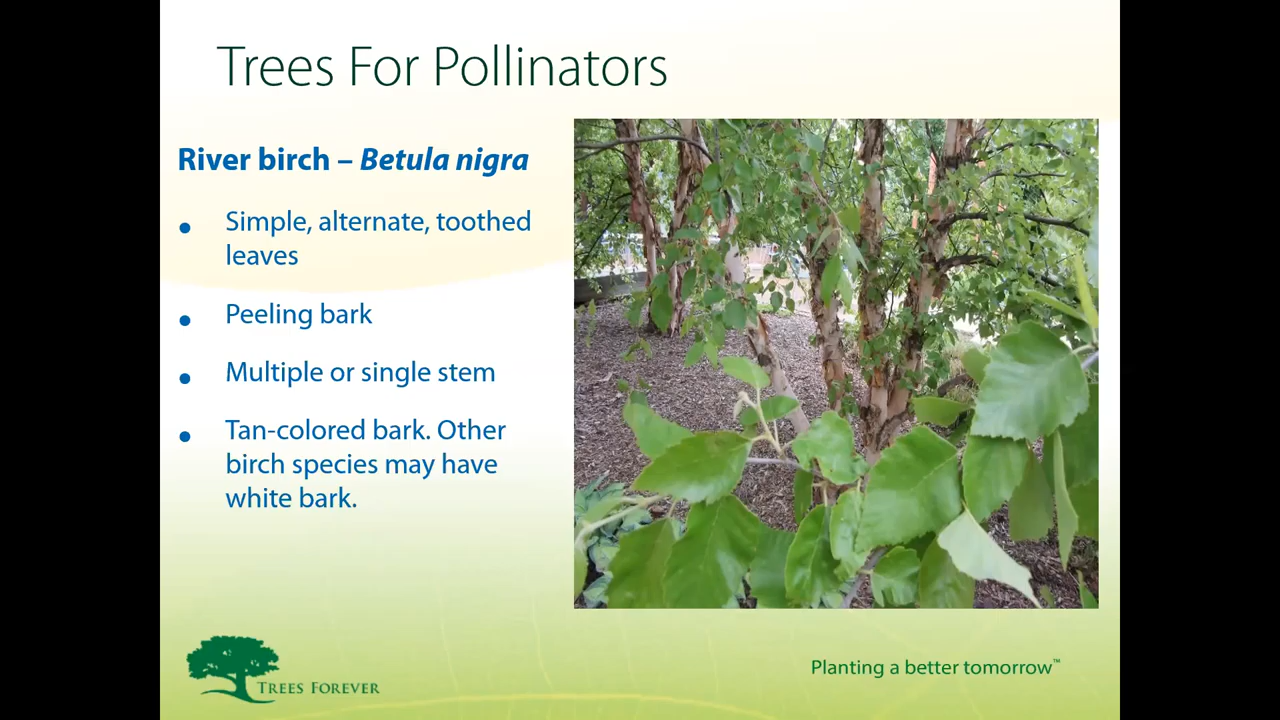 Trees For Pollinators
River birch – Betula nigra
• Simple, alternate, toothed
leaves
• Peeling bark
• Multiple or single stem
• Tan-colored bark. Other
birch species may have
white bark.
TREES FOREVER
Planting a better tomorrow™